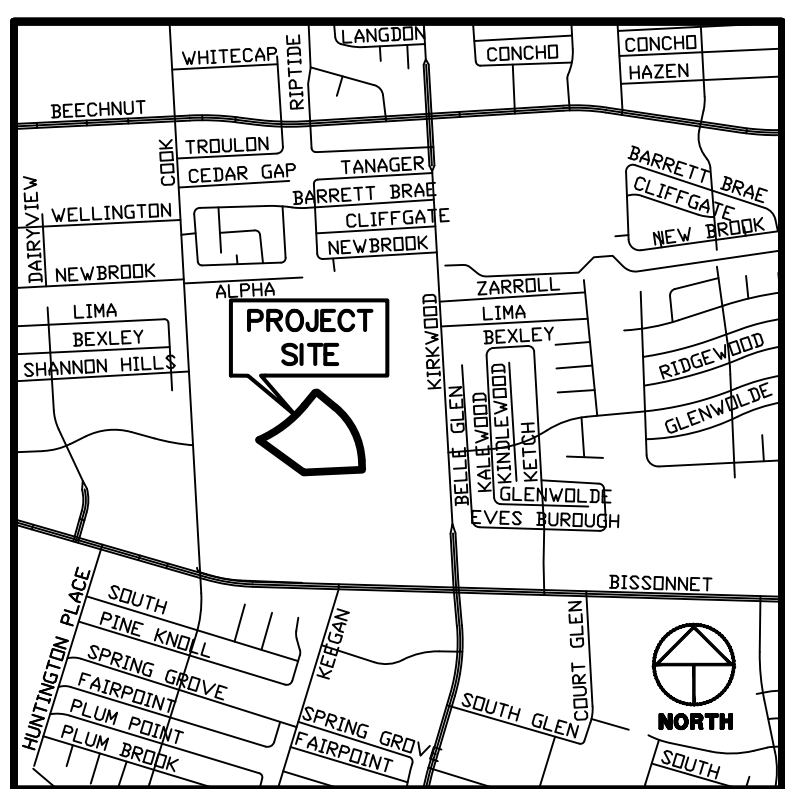 LANGDON
WHITECAP
RIPTIDE
CONCHO
CONCHO
HAZEN
BEECHNUT
COOK
TROULON
CEDAR GAP
TANAGER
BARRETT BRAE
CLIFFGATE
NEWBROOK
BARRETT BRAE
CLIFFGATE
NEW BROOK
DAIRYVIEW
WELLINGTON
NEWBROOK
ALPHA
ZARROLL
LIMA
BEXLEY
KIRKWOOD
LIMA
BEXLEY
SHANNON HILLS
PROJECT
SITE
RIDGEWOOD
GLENWOLDE
BELLE GLEN
KALEWOOD
KINDLEWOOD
KETCH
GLENWOLDE
EVES BUROUGH
BISSONNET
HUNTINGTON PLACE
SOUTH
PINE KNOLL
SPRING GROVE
FAIRPOINT
PLUM POINT
PLUM BROOK
KEEGAN
SPRING GROVE
FAIRPOINT
COURT GLEN
SOUTH GLEN
NORTH
SOUTH